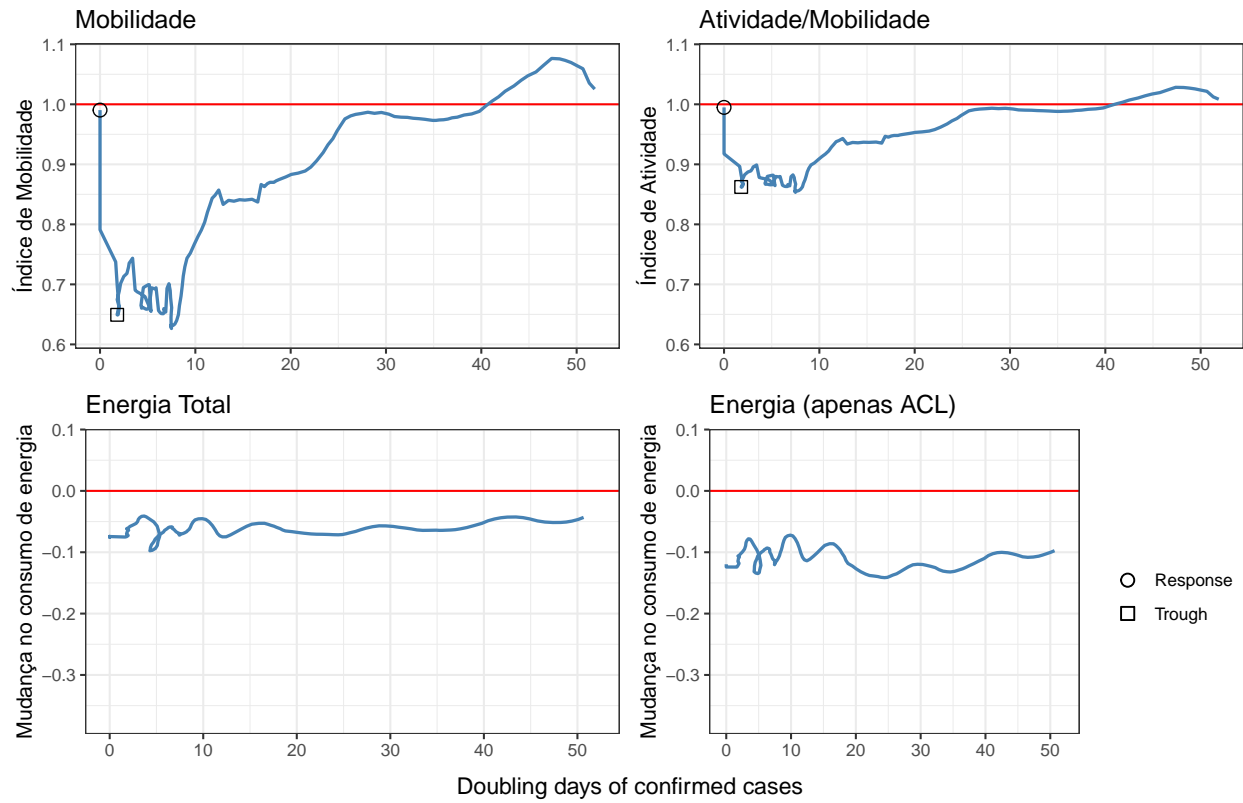 Mobilidade
Índice de Mobilidade
1.1
1.0
0.9
0.8
0.7
0.6
0 10 20 30 40 50
Atividade/Mobilidade
Índice de Atividade
1.1
1.0
0.9
0.8
0.7
0.6
0 10 20 30 40 50
Energia Total
Mudança no consumo de energia
0.1
0.0
−0.1
−0.2
−0.3
0 10 20 30 40 50
Energia (apenas ACL)
Mudança no consumo de energia
0.1
0.0
−0.1
−0.2
−0.3
0 10 20 30 40 50
Response
Trough
Doubling days of confirmed cases